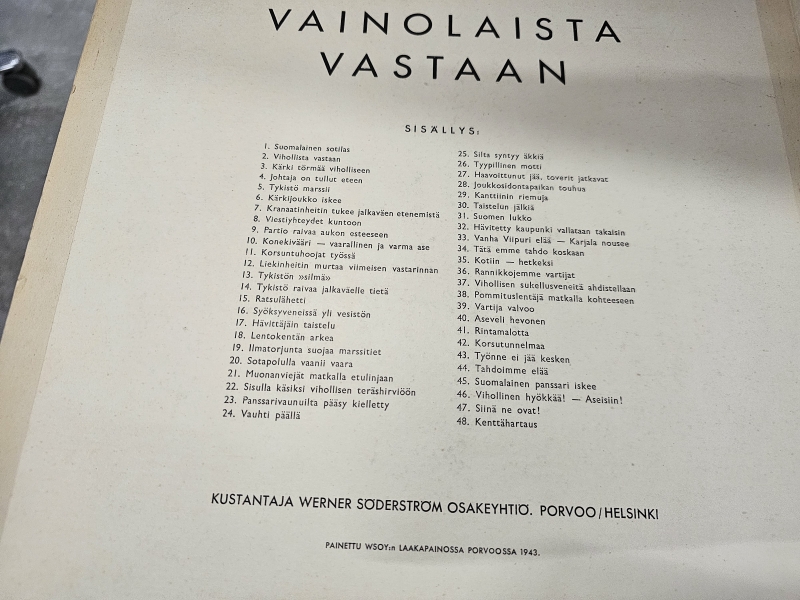 VAINOLAISTA
VASTAAN
SISÄLLYS:
1. Suomalainen sotilas
2. Vihollista vastaan
3. Kärki törmää viholliseen
4. Johtaja on tullut eteen
5. Tykistö marssii
6. Kärkijoukko iskee
7. Kranaatinheitin tukee jalkaväen etenemistä
8. Viestiyhteydet kuntoon
9. Partio raivaa aukon esteeseen
10. Konekivääri — vaarallinen ja varma ase
11. Korsuntuhoojat työssä
12. Liekinheitin murtaa viimeisen vastarinnan
13. Tykistön »silmä»
14. Tykistö raivaa jalkaväelle tietä
15. Ratsulähetti
16. Syöksyveneissä yli vesistön
17. Hävittäjäin taistelu
18. Lentokentän arkea
19. Ilmatorjunta suojaa marssitiet
20. Sotapolulla vaanii vaara
21. Muonanviejät matkalla etulinjaan
22. Sisulla käsiksi vihollisen teräshirviöön
23. Panssarivaunuilta pääsy kielletty
24. Vauhti päällä
25. Silta syntyy äkkiä
26. Tyypillinen motti
27. Haavoittunut jää, toverit jatkavat
28. Joukkosidontapaikan touhua
29. Kanttiinin riemuja
30. Taistelun jälkiä
31. Suomen lukko
32. Hävitetty kaupunki vallataan takaisin
33. Vanha Viipuri elää — Karjala nousee
34. Tätä emme tahdo koskaan
35. Kotiin — hetkeksi
36. Rannikkojemme vartijat
37. Vihollisen sukellusveneitä ahdistellaan
38. Pommituslentäjä matkalla kohteeseen
39. Vartija valvoo
40. Aseveli hevonen
41. Rintamalotta
42. Korsutunnelmaa
43. Työnne ei jää kesken
44. Tahdoimme elää
45. Suomalainen panssari iskee
46. Vihollinen hyökkää! — Aseisiin!
47. Siinä ne ovat!
48. Kenttähartaus
KUSTANTAJA WERNER SÖDERSTRÖM OSAKEYHTIÖ. PORVOO/HELSINKI
PAINETTU WSOY:n LAAKAPAINOSSA PORVOOSSA 1943.